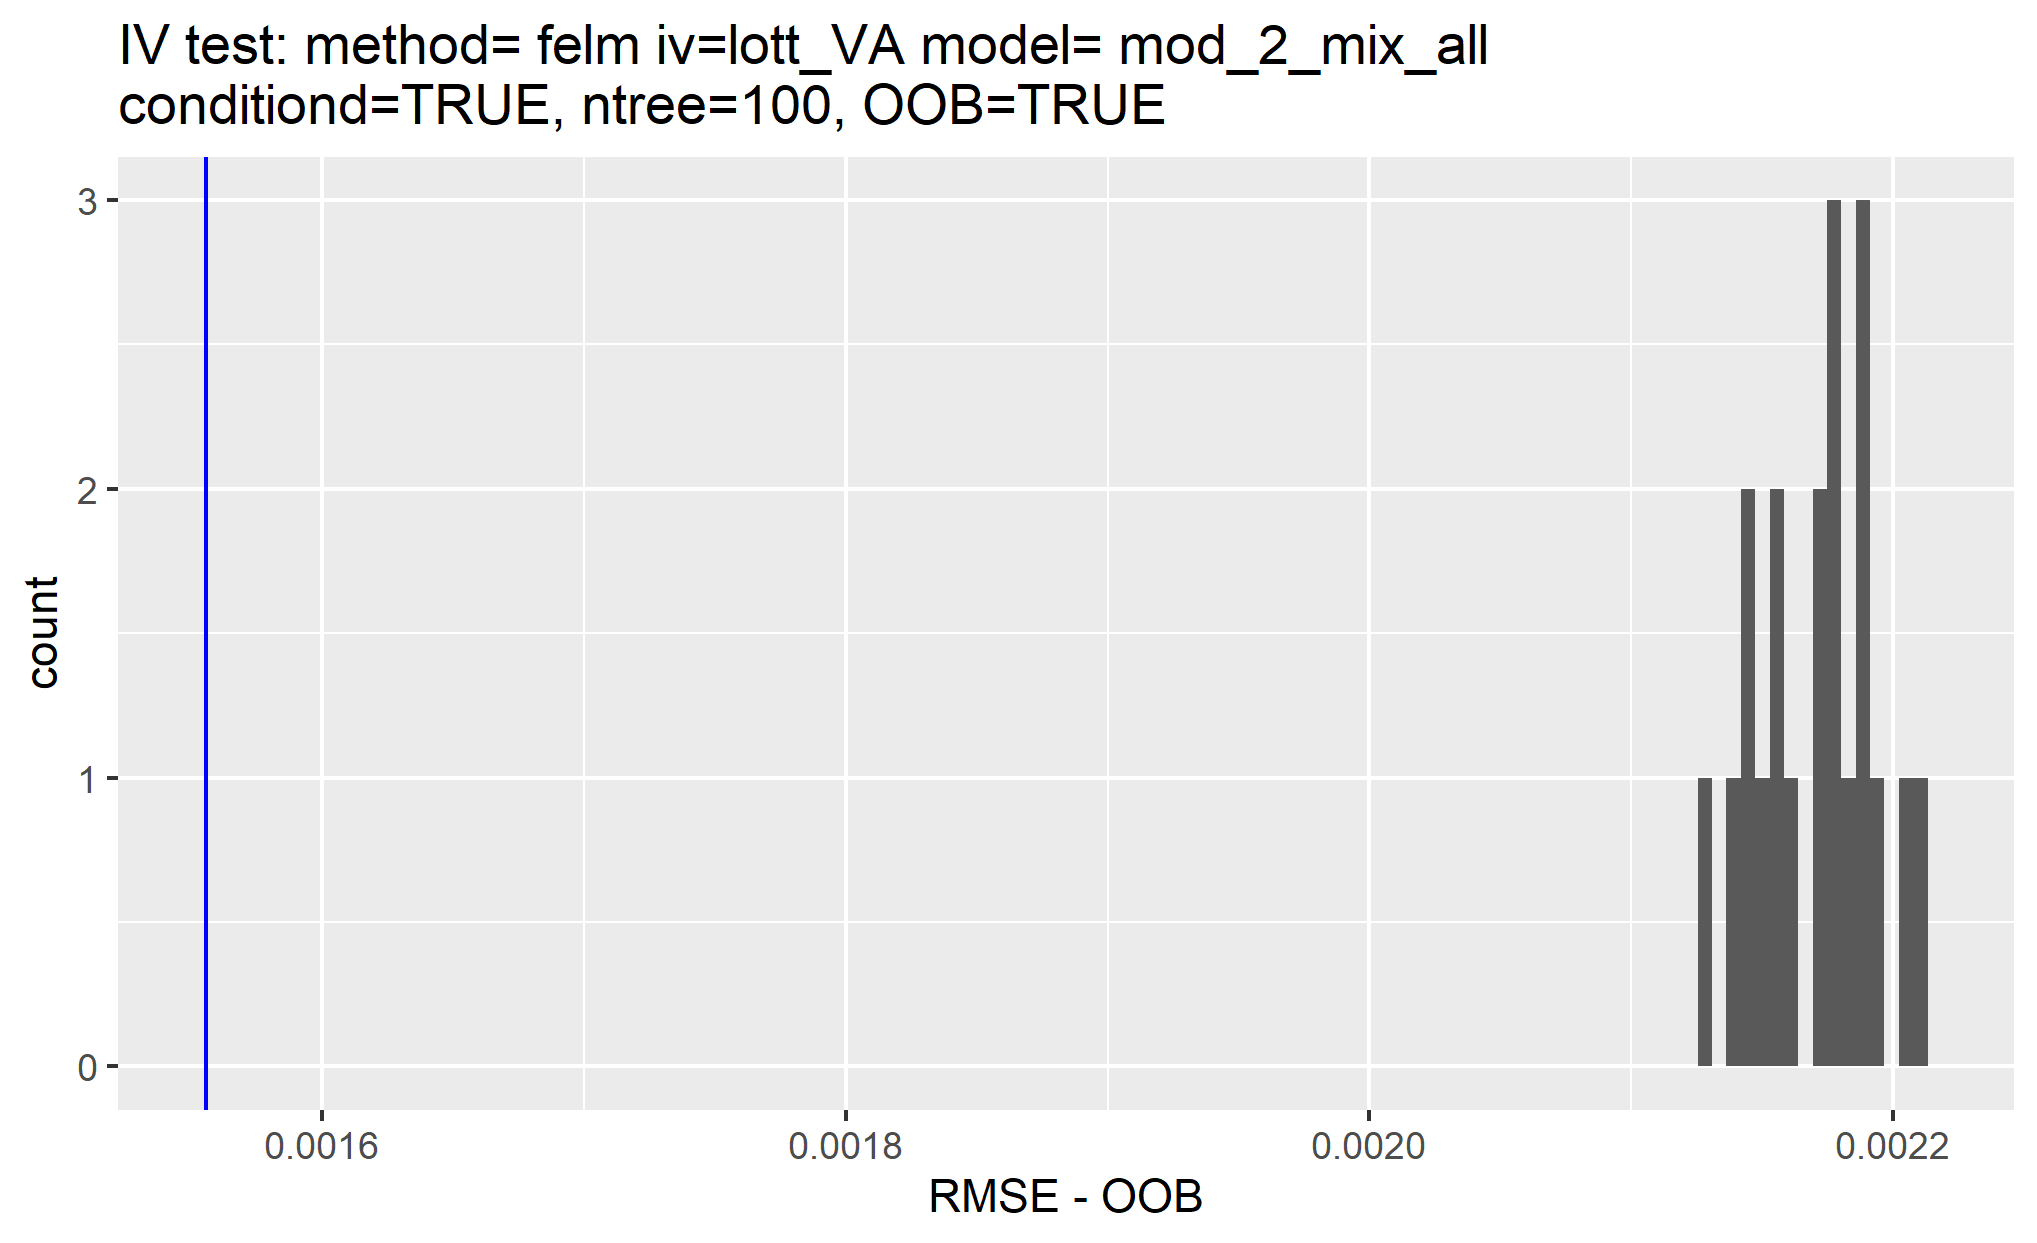 IV test: method= felm iv=lott_VA model= mod_2_mix_all
conditiond=TRUE, ntree=100, OOB=TRUE
3
2
1
0
count
0.0016
0.0018
0.0020
0.0022
RMSE - OOB